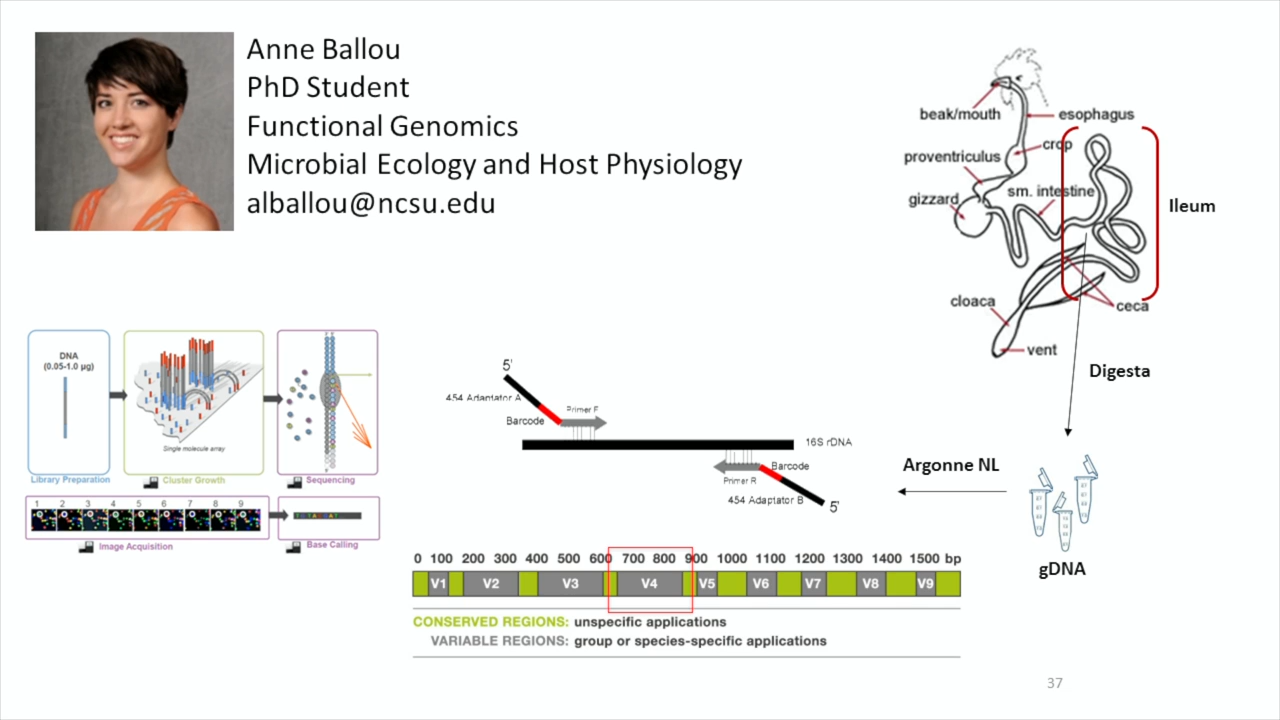 Anne Ballou
PhD Student
Functional Genomics
Microbial Ecology and Host Physiology
alballou@ncsu.edu
beak/mouth
esophagus
crop
proventriculus
sm. intestine
gizzard
Ileum
cloaca
ceca
vent
Digesta
DNA
(0.05-1.0 µg)
Single molecule array
Library Preparation
Cluster Growth
Sequencing
1 2 3 4 5 6 7 8 9
Image Acquisition
Base Calling
5'
454 Adaptator A
Primer F
Barcode
16S rDNA
Barcode
Primer R
454 Adaptator B
5'
Argonne NL
gDNA
0 100 200 300 400 500 600 700 800 900 1000 1100 1200 1300 1400 1500 bp
V1 V2 V3 V4 V5 V6 V7 V8 V9
CONSERVED REGIONS: unspecific applications
VARIABLE REGIONS: group or species-specific applications
37